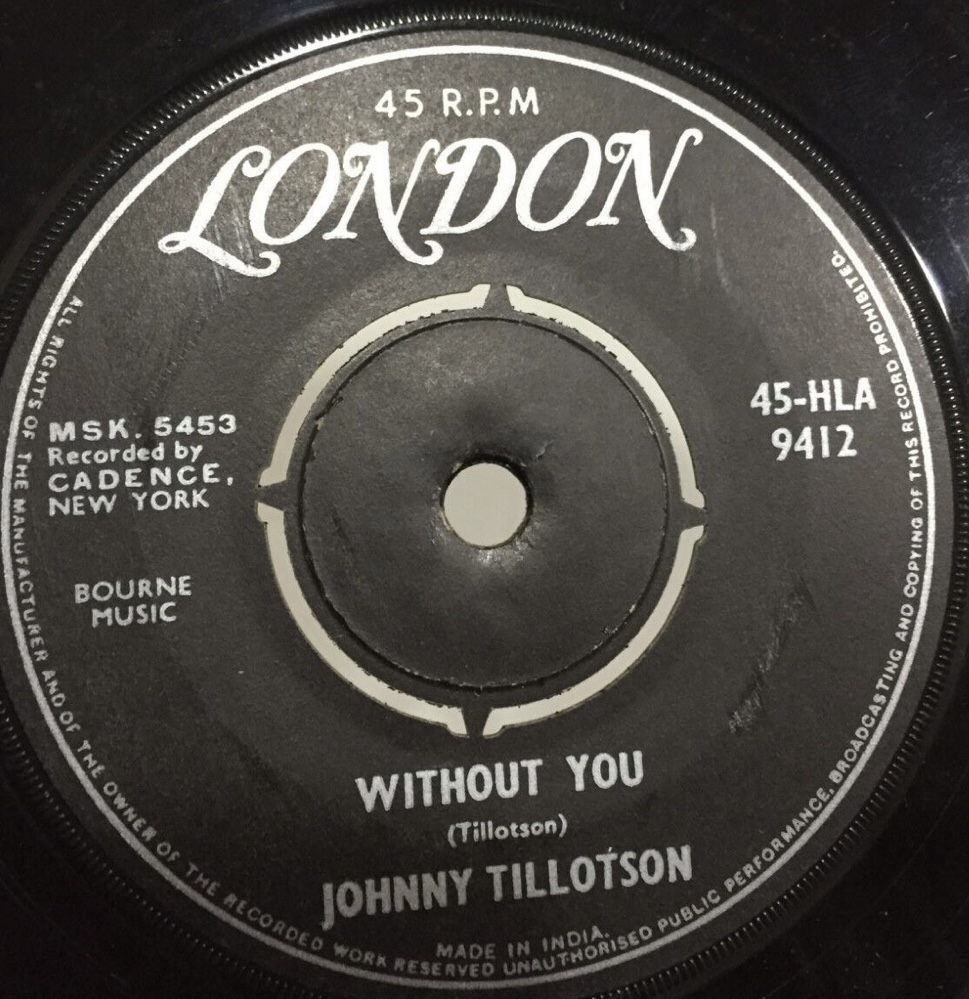 45 R.P.M
LONDON
45-HLA
9412
MSK. 5453
Recorded by
CADENCE,
NEW YORK
BOURNE
MUSIC
WITHOUT YOU
(Tillotson)
JOHNNY TILLOTSON
MADE IN INDIA.
ALL RIGHTS OF THE MANUFACTURER AND OF THE OWNER OF THE RECORDED WORK RESERVED UNAUTHORISED PUBLIC PERFORMANCE, BROADCASTING AND COPYING OF THIS RECORD PROHIBITED.